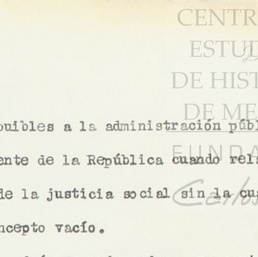 CENTR
ESTUD
DE HIST
DE ME
FUNDA
Carlos
quibles a la administración públ
ente de la República cuando rel
de la justicia social sin la cu
ncepto vacío.